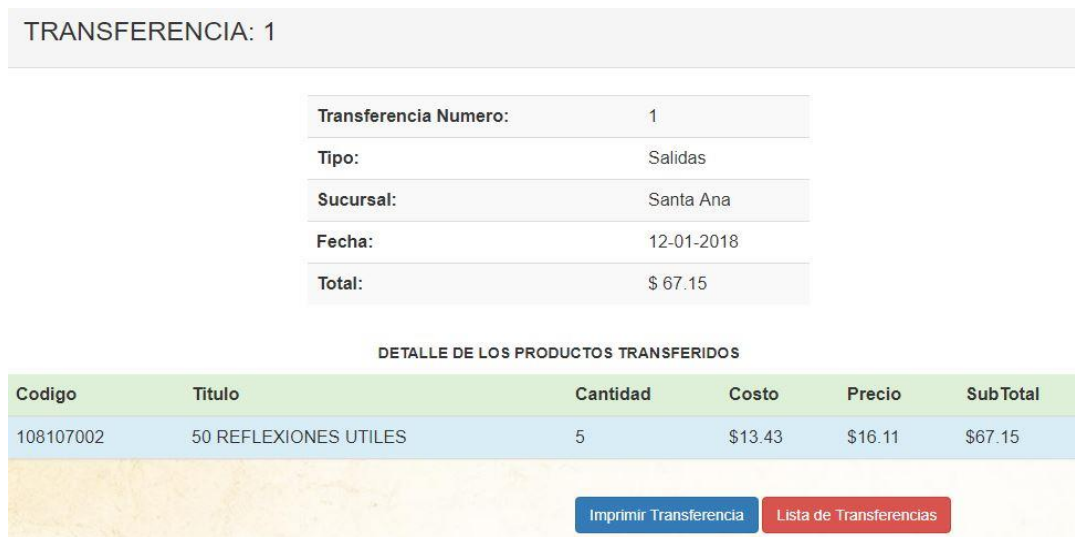 TRANSFERENCIA: 1
Transferencia Numero: 1
Tipo: Salidas
Sucursal: Santa Ana
Fecha: 12-01-2018
Total: $ 67.15
DETALLE DE LOS PRODUCTOS TRANSFERIDOS
Codigo Titulo Cantidad Costo Precio SubTotal
108107002 50 REFLEXIONES UTILES 5 $13.43 $16.11 $67.15
Imprimir Transferencia Lista de Transferencias